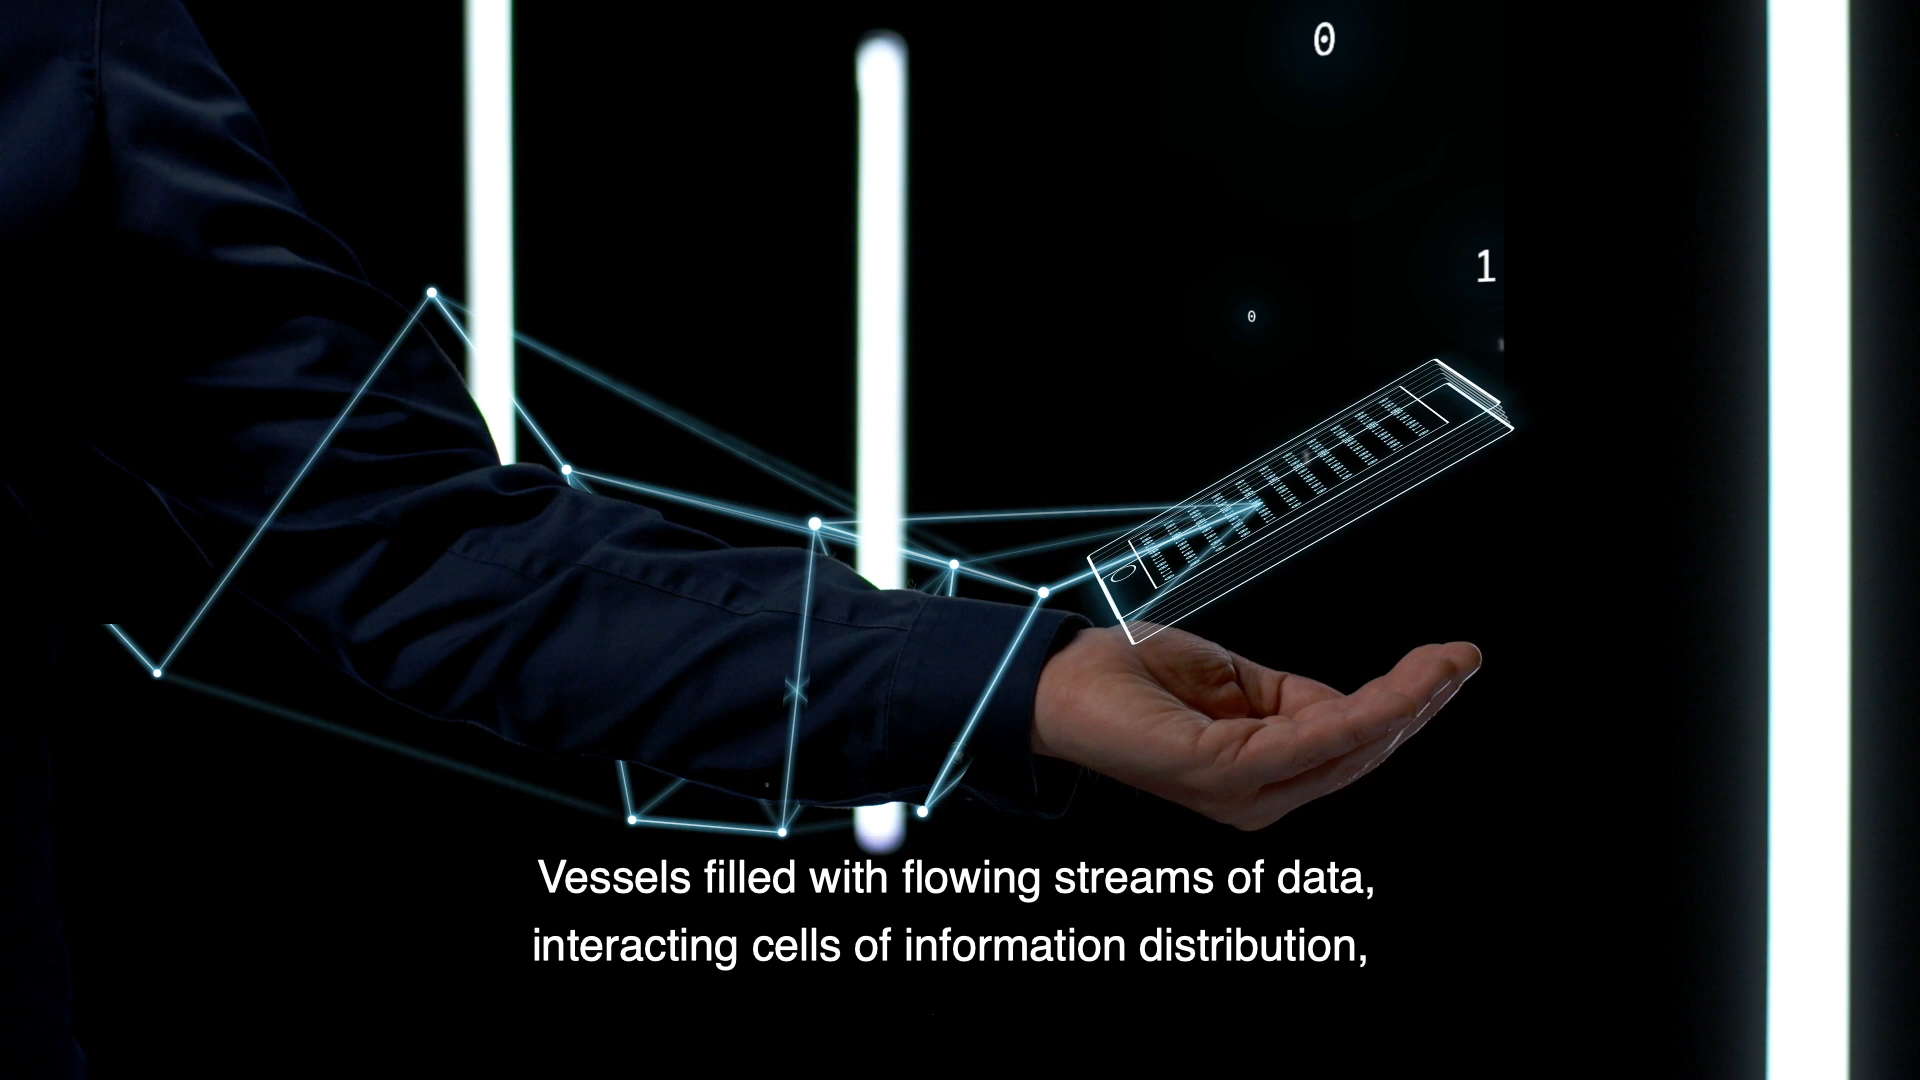 0
1
0
Vessels filled with flowing streams of data,
interacting cells of information distribution,